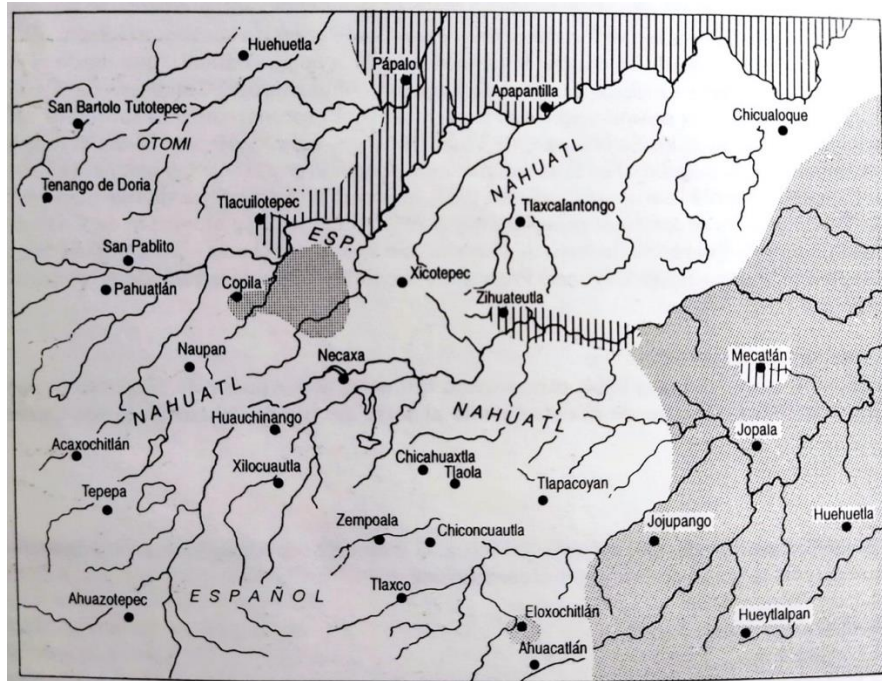 Huehuetla
Pápalo
San Bartolo Tutotepec
Apapantilla
Chicualoque
OTOMI
NAHUATL
Tenango de Doria
Tlacuilotepec
Tlaxcalantongo
ESP.
San Pablito
Pahuatlán
Copila
Xicotepec
Zihuateutla
Naupan
Necaxa
Mecatlán
NAHUATL
NAHUATL
Huauchinango
Acaxochitlán
Jopala
Chicahuaxtla
Xilocuautla
Tlaola
Tepepa
Tlapacoyan
Huehuetla
Zempoala
Chiconcuautla
Jojupango
ESPAÑOL
Tlaxco
Ahuazotepec
Eloxochitlán
Hueytlalpan
Ahuacatlán